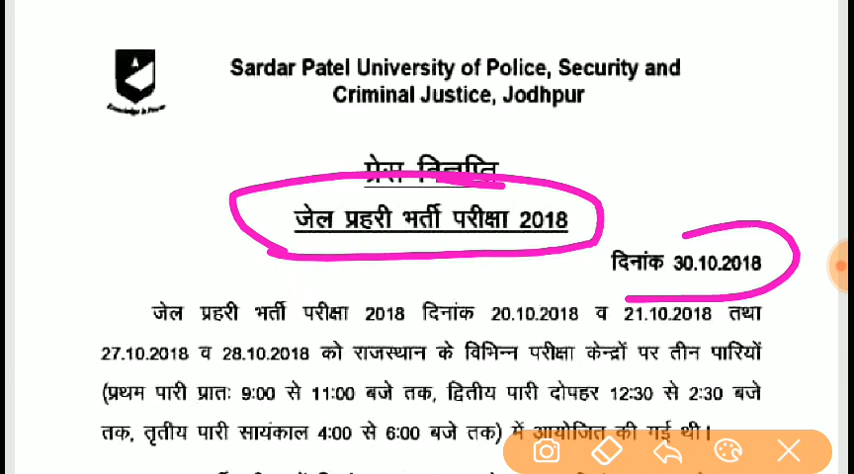 Sardar Patel University of Police, Security and
Criminal Justice, Jodhpur
प्रेस विज्ञप्ति
जेल प्रहरी भर्ती परीक्षा 2018
दिनांक 30.10.2018
जेल प्रहरी भर्ती परीक्षा 2018 दिनांक 20.10.2018 व 21.10.2018 तथा
27.10.2018 व 28.10.2018 को राजस्थान के विभिन्न परीक्षा केन्द्रों पर तीन पारियों
(प्रथम पारी प्रातः 9:00 से 11:00 बजे तक, द्वितीय पारी दोपहर 12:30 से 2:30 बजे
तक, तृतीय पारी सायंकाल 4:00 से 6:00 बजे तक) में आयोजित की गई थी।